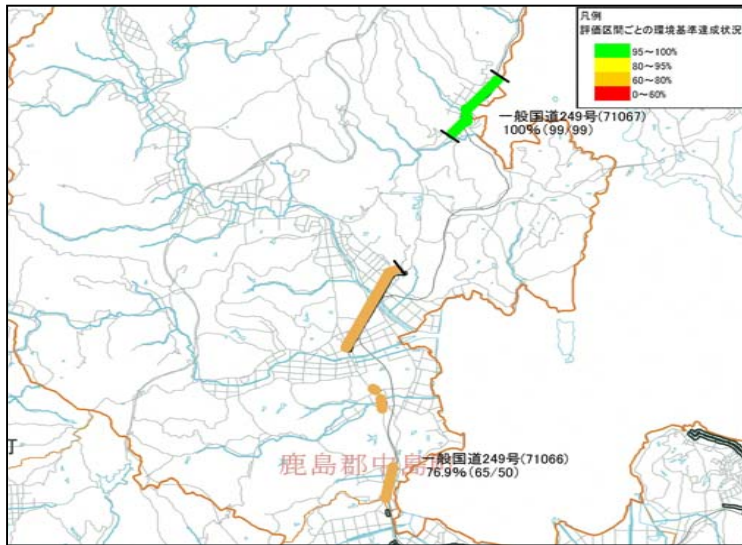 凡例
評価区間ごとの環境基準達成状況
95～100%
80～95%
60～80%
0～60%
一般国道249号(71067)
100%(99/99)
鹿島郡中島
一般国道249号(71066)
76.9%(65/50)
丁